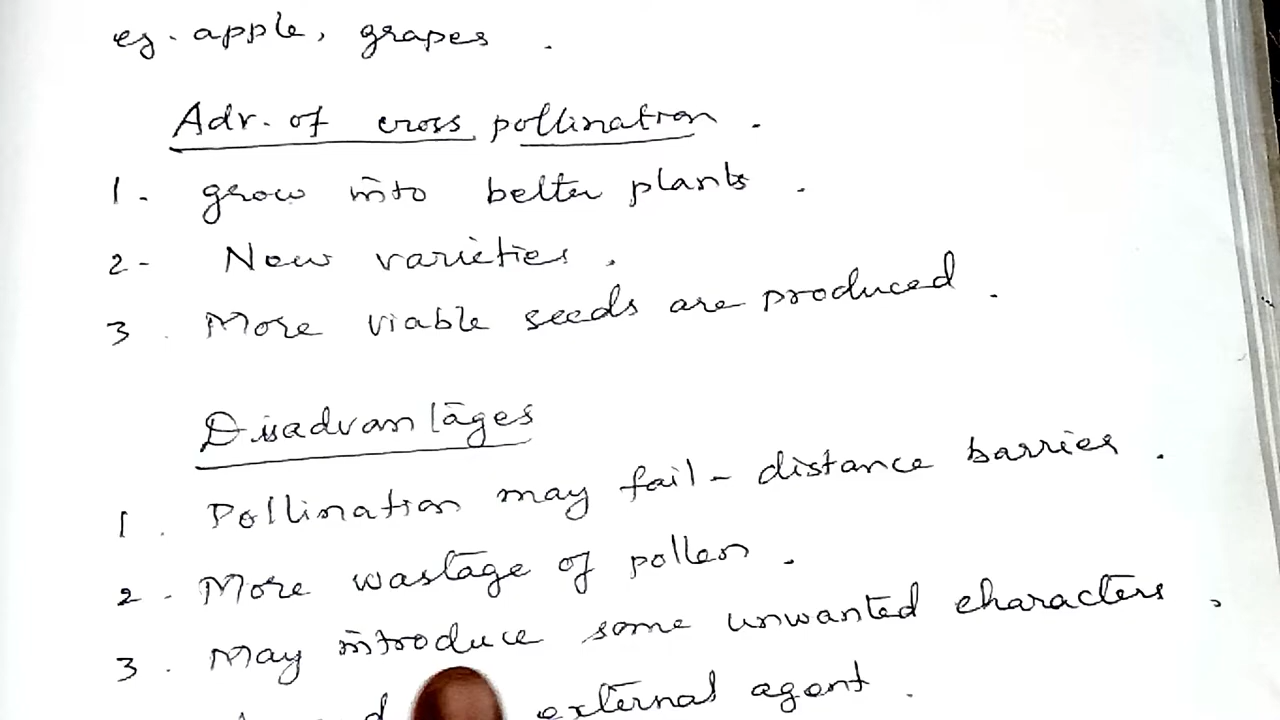 eg. apple, grapes .
Adv. of cross pollination .
1. grow into better plants .
2- New varieties .
3 . More viable seeds are produced .
Disadvantages
1 . Pollination may fail - distance barrier .
2 . More wastage of pollen .
3 . May introduce some unwanted characters .
external agent .